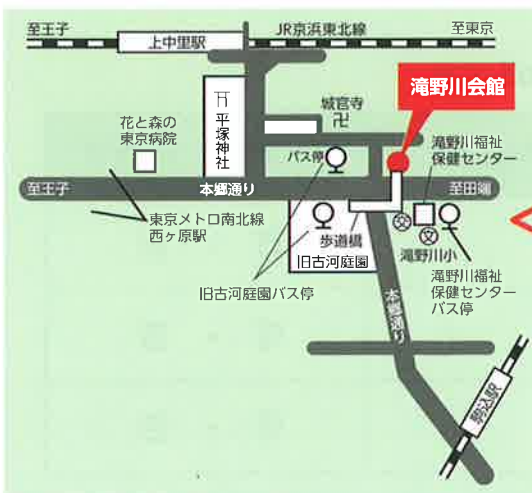 至王子
上中里駅
JR京浜東北線
至東京
滝野川会館
城官寺
卍
平塚神社
花と森の
東京病院
バス停
滝野川福祉
保健センター
至王子
本郷通り
至田端
東京メトロ南北線
西ヶ原駅
歩道橋
交
文
滝野川小
旧古河庭園
旧古河庭園バス停
滝野川福祉
保健センター
バス停
本郷通り
駒込駅